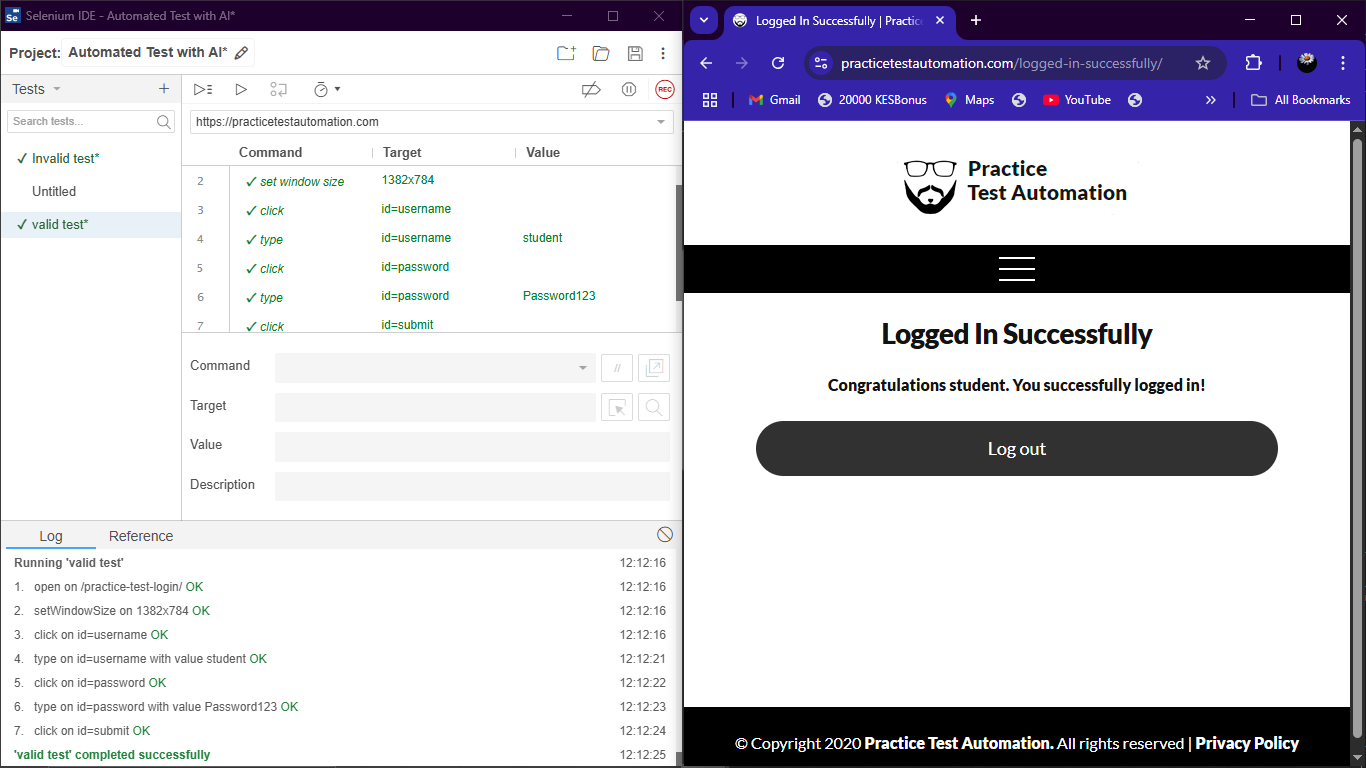 Selenium IDE - Automated Test with AI*
Project: Automated Test with AI*
Tests
Search tests...
✓ Invalid test*
Untitled
✓ valid test*
REC
https://practicetestautomation.com
Command Target Value
2 ✓ set window size 1382x784
3 ✓ click id=username
4 ✓ type id=username student
5 ✓ click id=password
6 ✓ type id=password Password123
7 ✓ click id=submit
Command //
Target
Value
Description
Log Reference
Running 'valid test' 12:12:16
1. open on /practice-test-login/ OK 12:12:16
2. setWindowSize on 1382x784 OK 12:12:16
3. click on id=username OK 12:12:16
4. type on id=username with value student OK 12:12:21
5. click on id=password OK 12:12:22
6. type on id=password with value Password123 OK 12:12:23
7. click on id=submit OK 12:12:24
'valid test' completed successfully 12:12:25
Logged In Successfully | Practic
practicetestautomation.com/logged-in-successfully/
Gmail 20000 KESBonus Maps YouTube » All Bookmarks
Practice
Test Automation
Logged In Successfully
Congratulations student. You successfully logged in!
Log out
© Copyright 2020 Practice Test Automation. All rights reserved | Privacy Policy